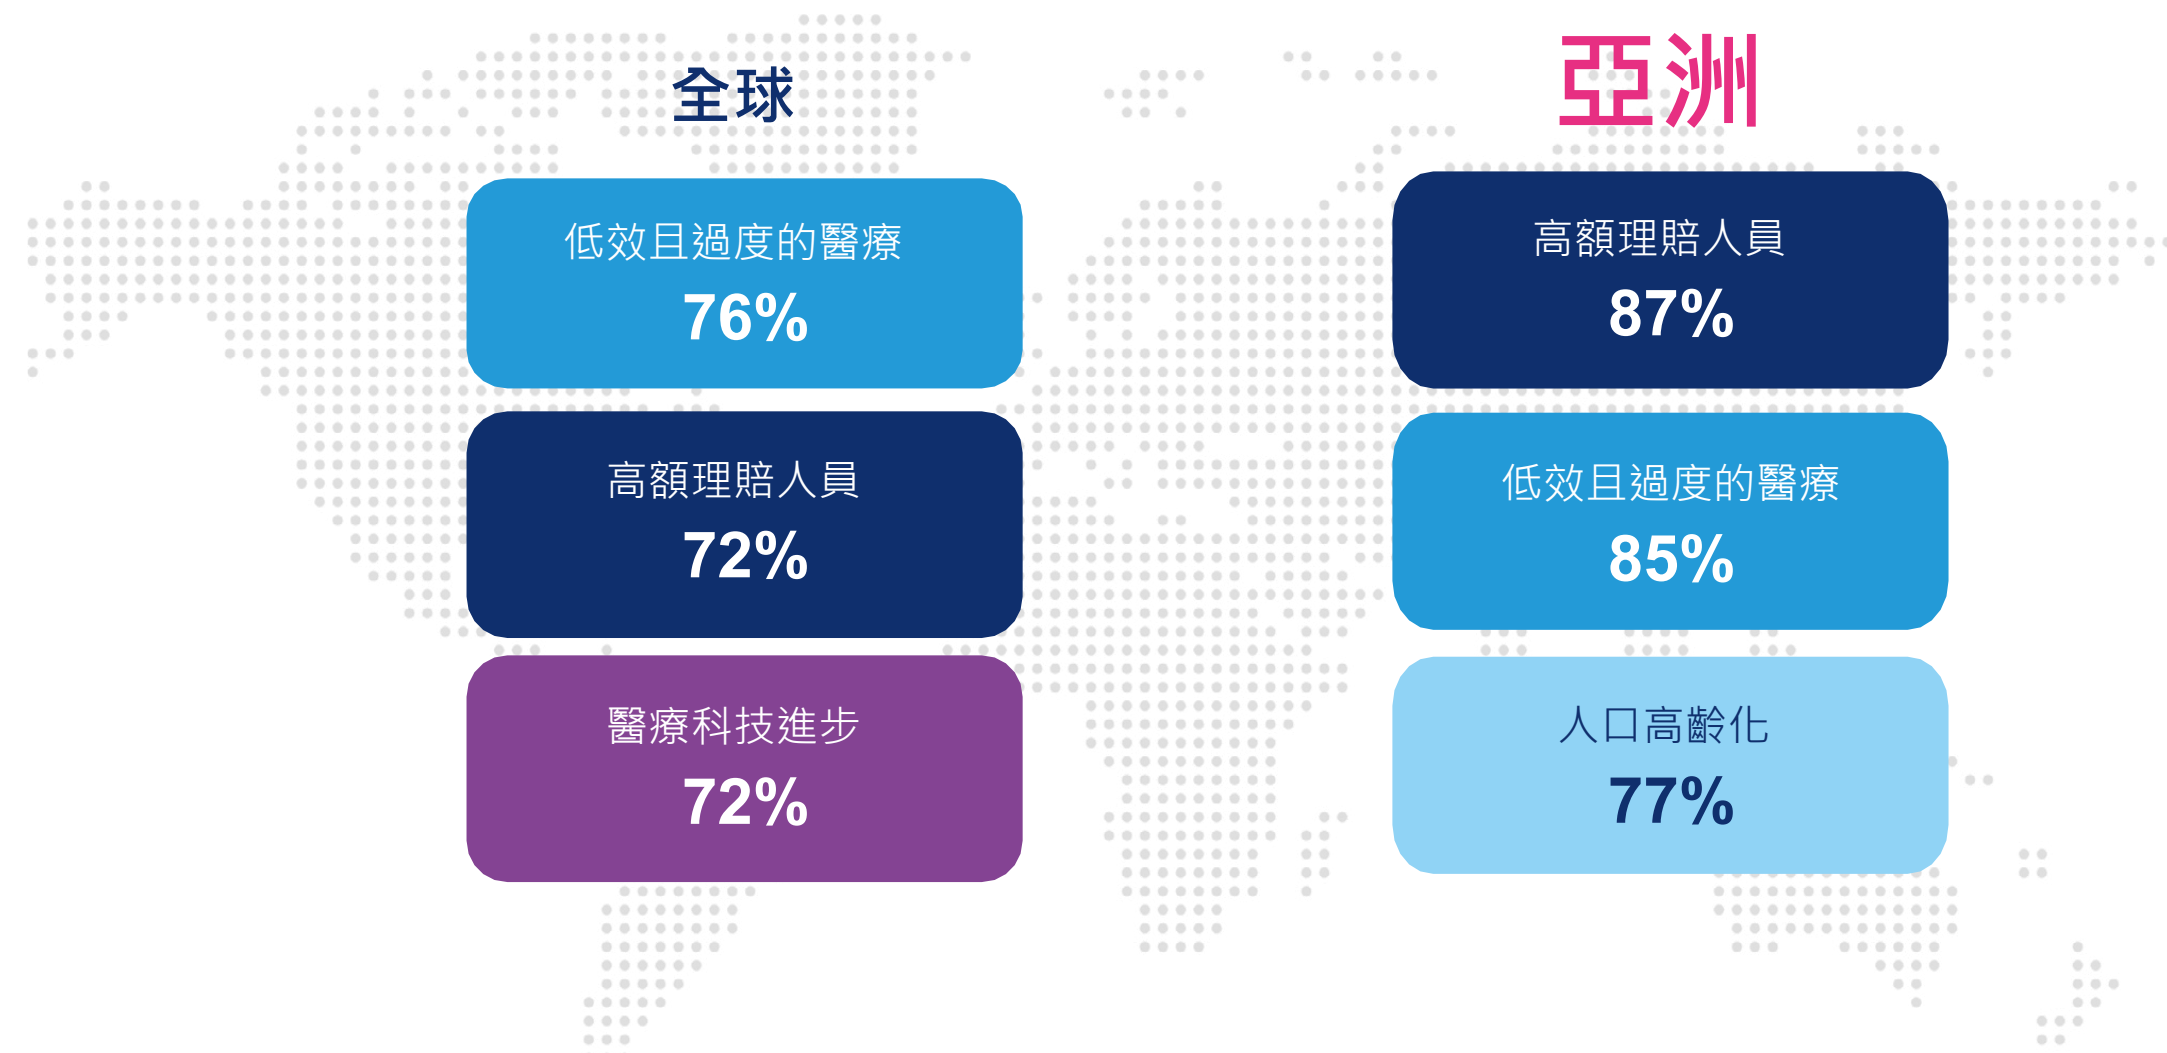 全球
低效且過度的醫療
76%
高額理賠人員
72%
醫療科技進步
72%
亞洲
高額理賠人員
87%
低效且過度的醫療
85%
人口高齡化
77%